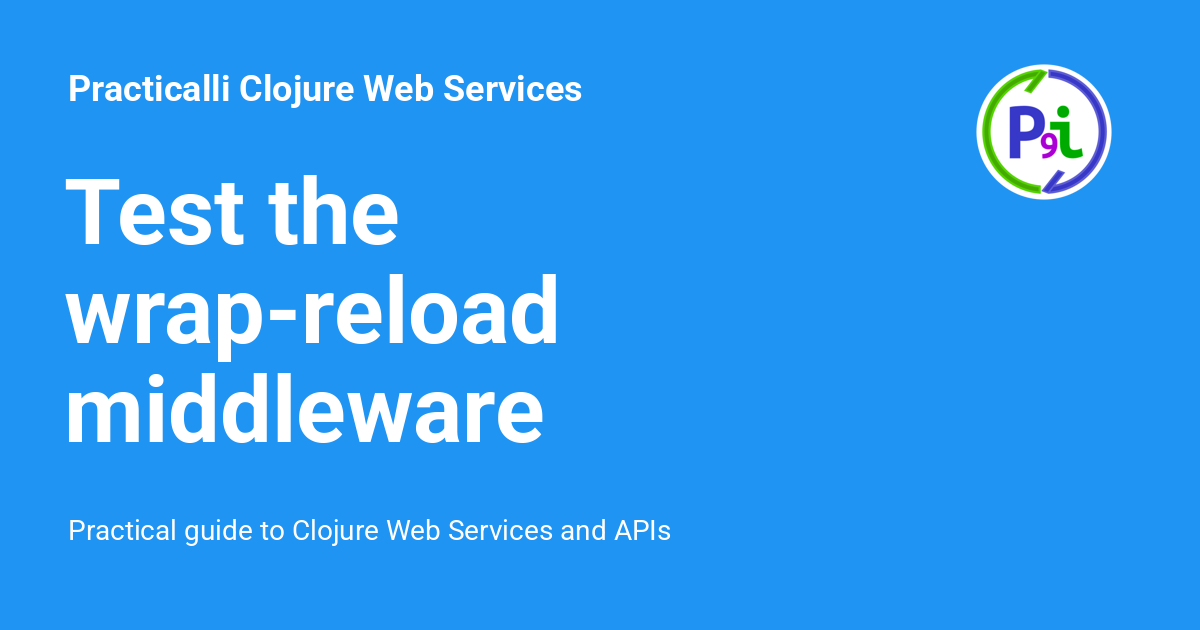 Practicalli Clojure Web Services
P9i
Test the
wrap-reload
middleware
Practical guide to Clojure Web Services and APIs